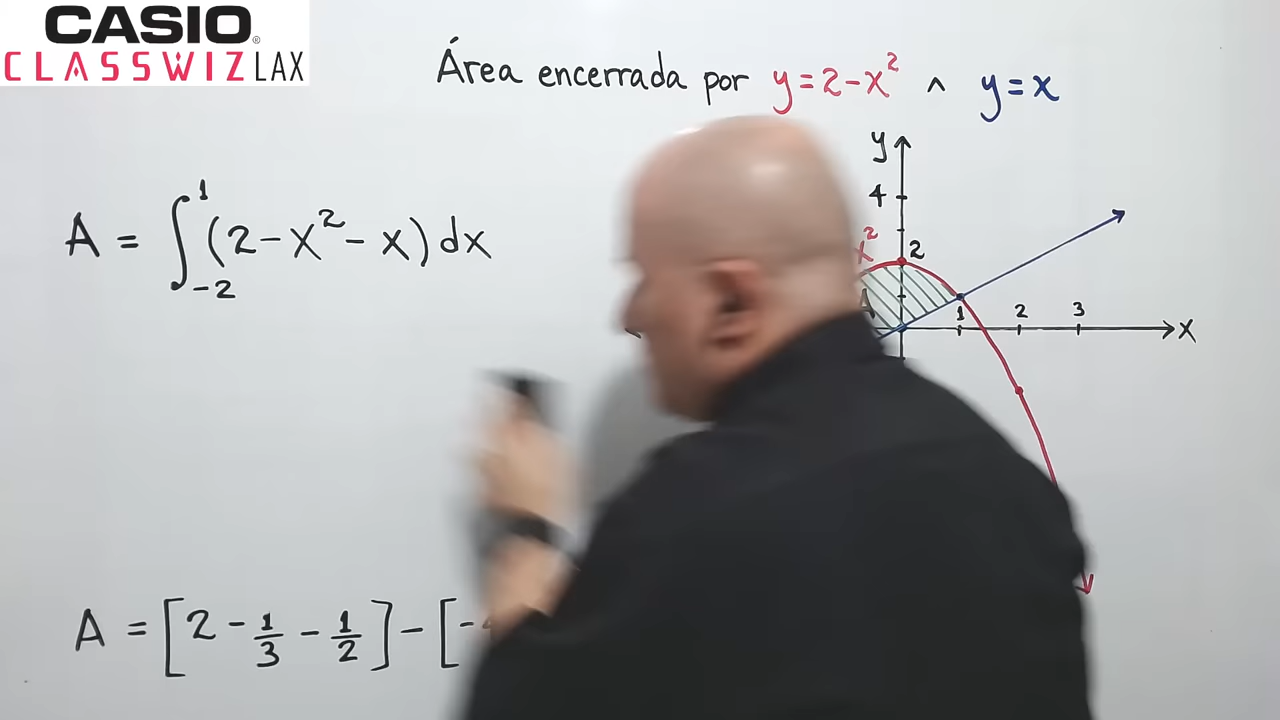 CASIO
CLASSWIZ LAX
Área encerrada por y=2-x² ∧ y=x
y
4
A = ∫₋₂¹ (2-x²-x) dx
x²
2
A
1 2 3
x
A = [2 - 1/3 - 1/2] - [-